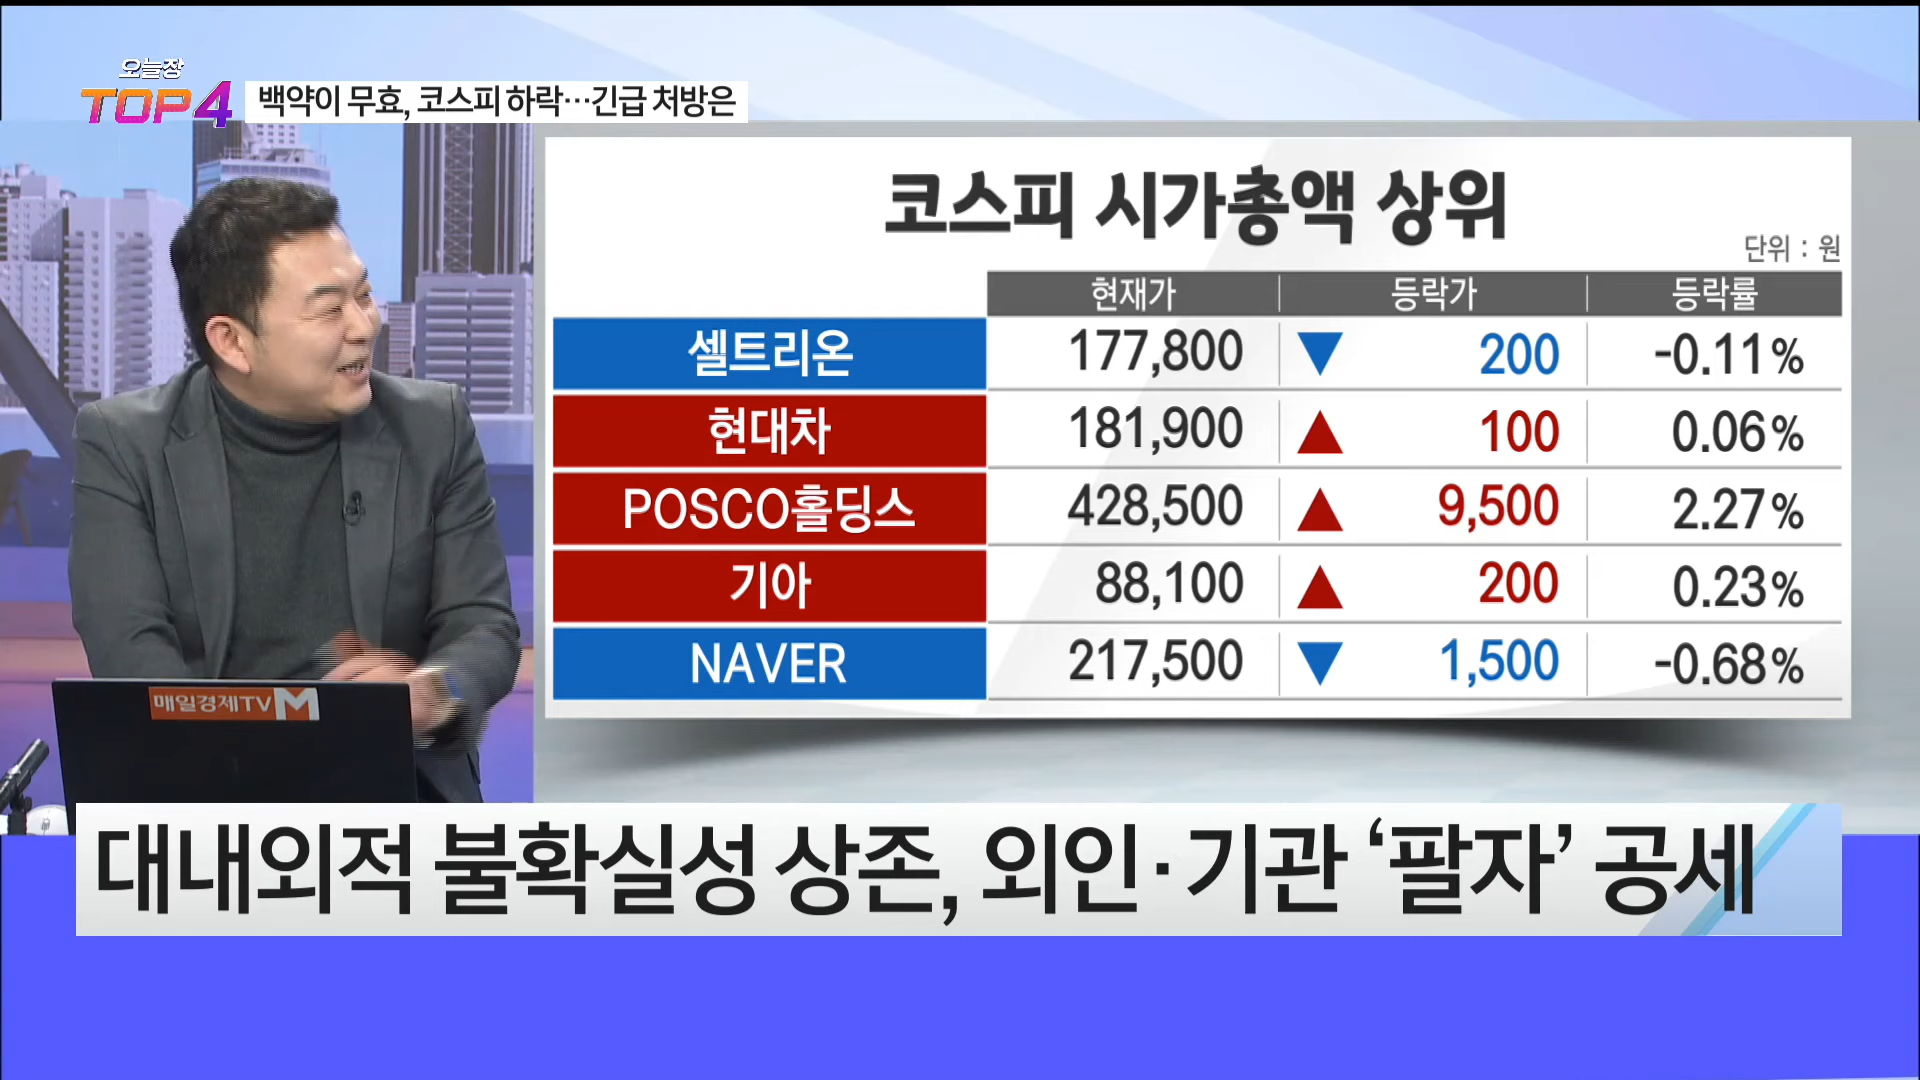 오늘장
TOP4
백약이 무효, 코스피 하락…긴급 처방은
코스피 시가총액 상위
단위 : 원
현재가 등락가 등락률
셀트리온 177,800 ▼ 200 -0.11%
현대차 181,900 ▲ 100 0.06%
POSCO홀딩스 428,500 ▲ 9,500 2.27%
기아 88,100 ▲ 200 0.23%
NAVER 217,500 ▼ 1,500 -0.68%
매일경제TV M
대내외적 불확실성 상존, 외인·기관 ‘팔자’ 공세